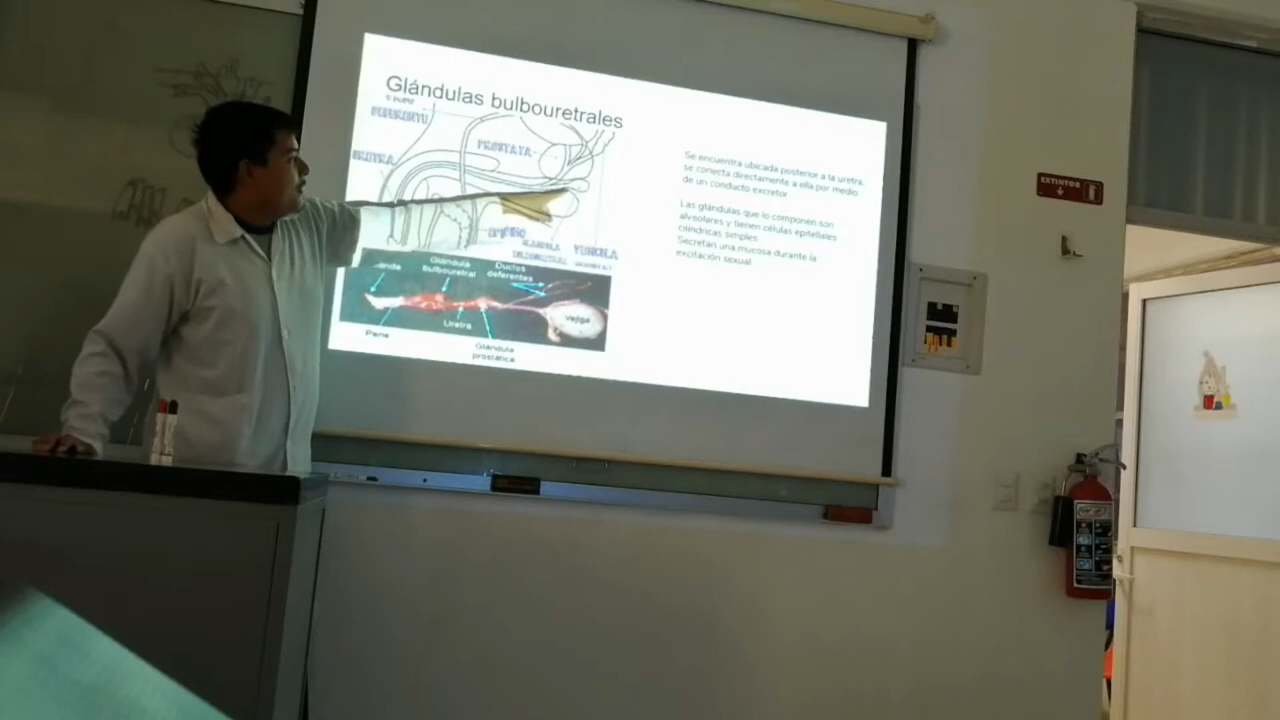 Glándulas bulbouretrales
PROSTATA
URETRA
Se encuentra ubicada posterior a la uretra,
se conecta directamente a ella por medio
de un conducto excretor
Las glándulas que lo componen son
alveolares y tienen células epiteliales
cilíndricas simples
Secretan una mucosa durante la
excitación sexual
Glándula
bulbouretral
Ductos
deferentes
Vejiga
Uretra
Pene
Glándula
prostática
EXTINTOR